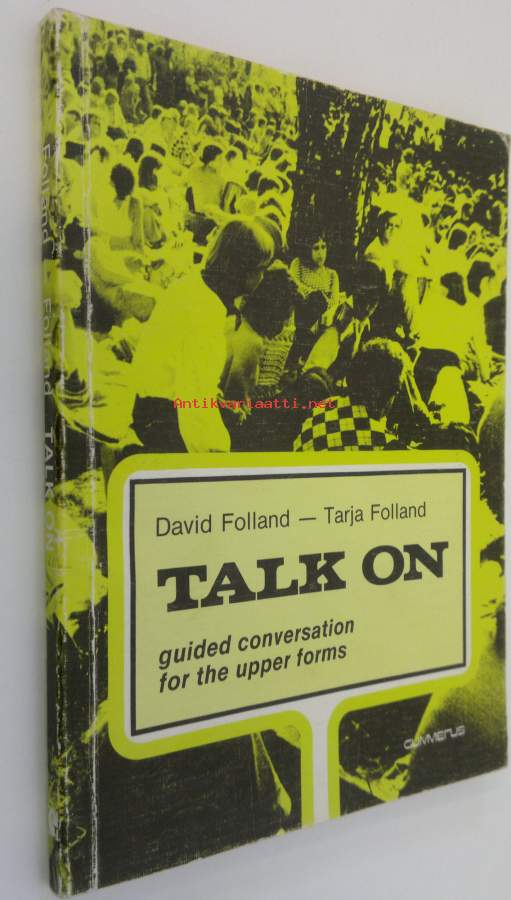 Folland Folland TALK ON
Antikvariaatti.net
David Folland — Tarja Folland
TALK ON
guided conversation
for the upper forms
GUMMERUS